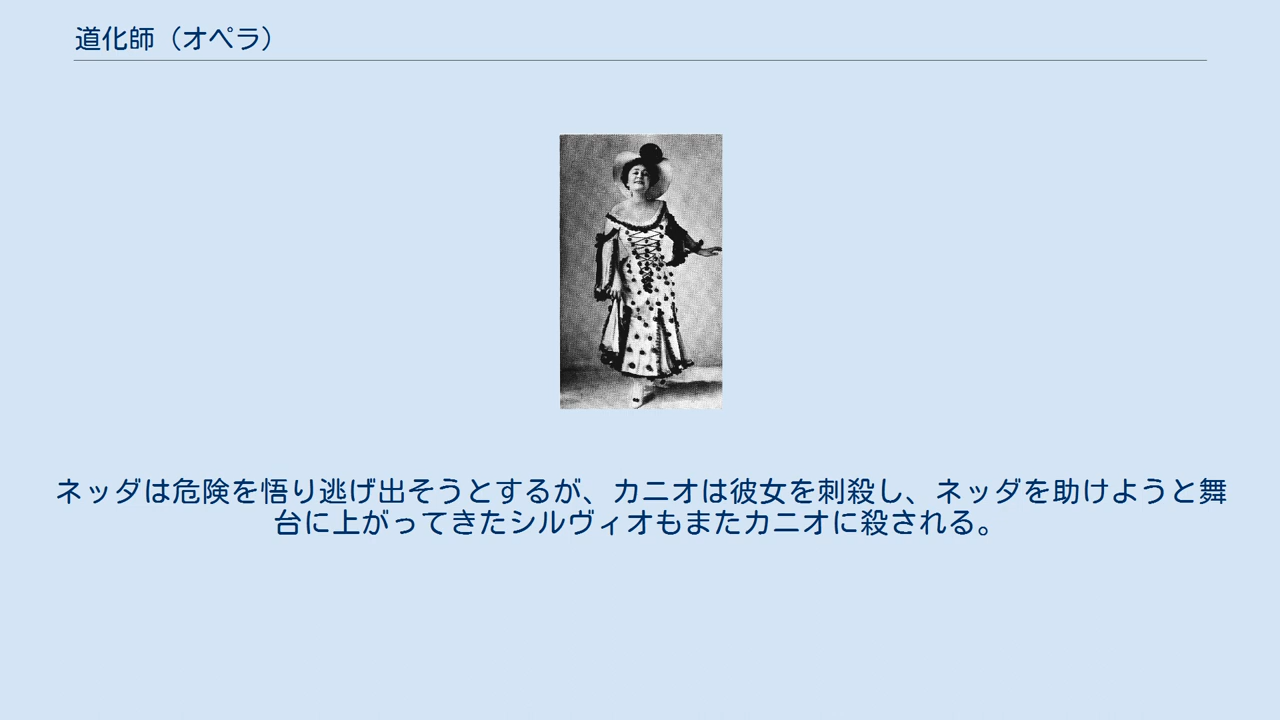 道化師（オペラ）
ネッダは危険を悟り逃げ出そうとするが、カニオは彼女を刺殺し、ネッダを助けようと舞
台に上がってきたシルヴィオもまたカニオに殺される。